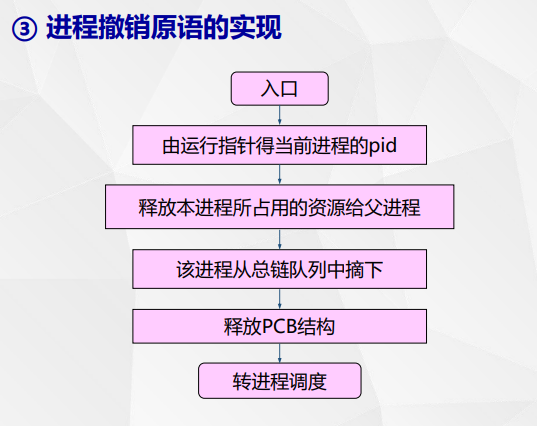 ③ 进程撤销原语的实现
入口
由运行指针得当前进程的pid
释放本进程所占用的资源给父进程
该进程从总链队列中摘下
释放PCB结构
转进程调度